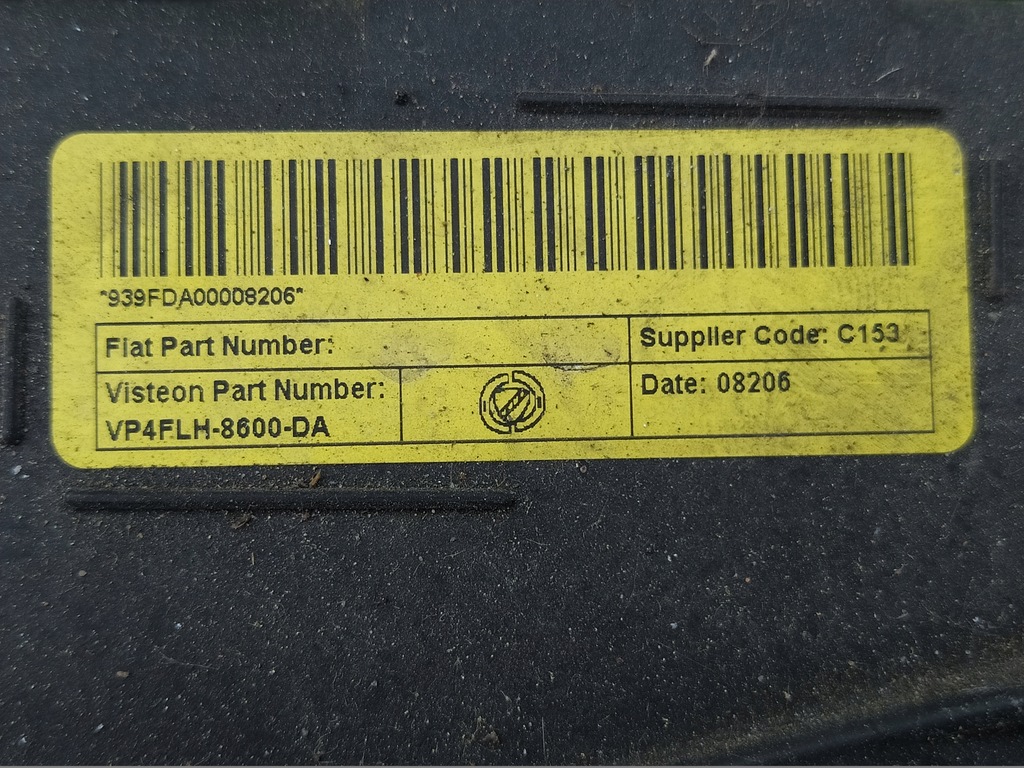 *939FDA00008206*
Fiat Part Number:
Supplier Code: C153
Visteon Part Number:
VP4FLH-8600-DA
Date: 08206